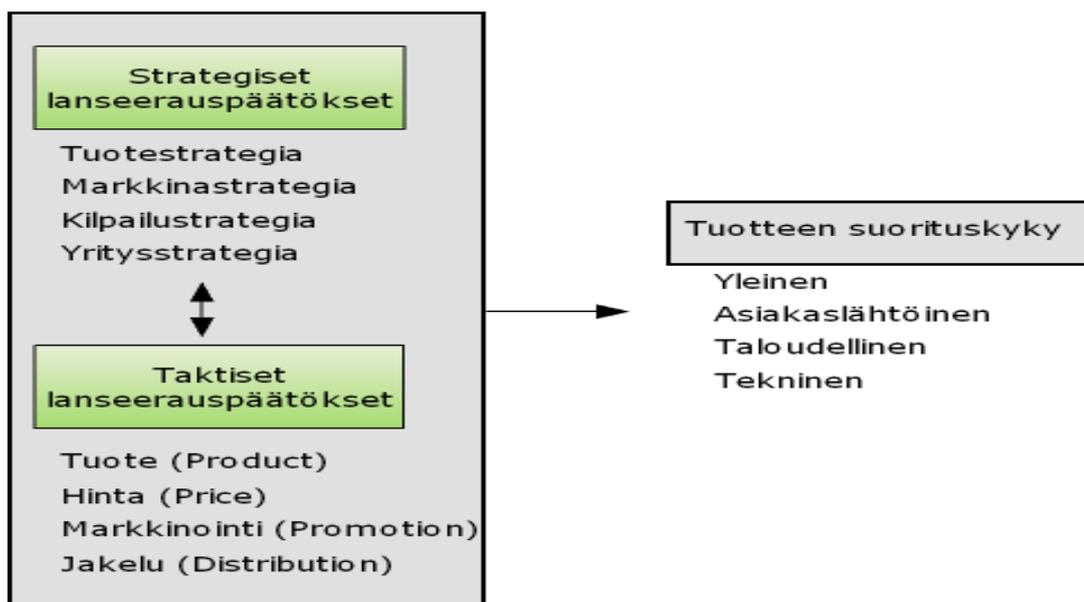 Strategiset
lanseerauspäätökset
Tuotestrategia
Markkinastrategia
Kilpailustrategia
Yritysstrategia
Taktiset
lanseerauspäätökset
Tuote (Product)
Hinta (Price)
Markkinointi (Promotion)
Jakelu (Distribution)
Tuotteen suorituskyky
Yleinen
Asiakaslähtöinen
Taloudellinen
Tekninen